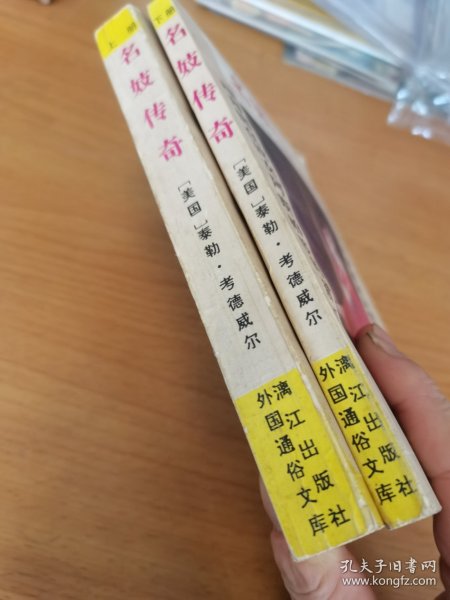 上册
名妓传奇
［美国］泰勒·考德威尔
外国通俗文库
漓江出版社
下册
名妓传奇
［美国］泰勒·考德威尔
外国通俗文库
漓江出版社
孔夫子旧书网
www.kongfz.com